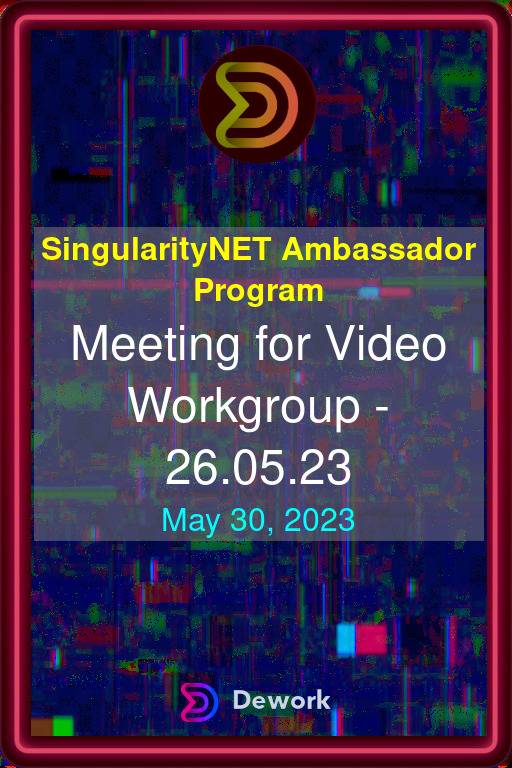 SingularityNET Ambassador
Program
Meeting for Video
Workgroup -
26.05.23
May 30, 2023
Dework